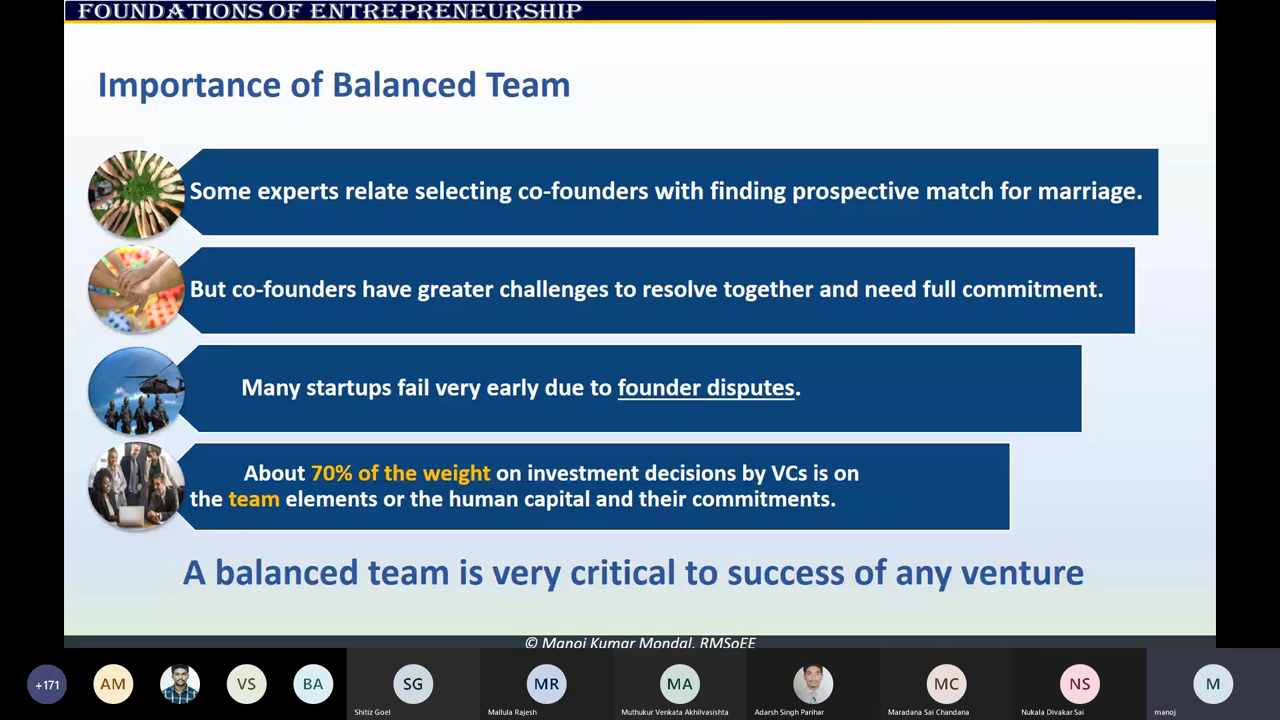 FOUNDATIONS OF ENTREPRENEURSHIP
Importance of Balanced Team
Some experts relate selecting co-founders with finding prospective match for marriage.
But co-founders have greater challenges to resolve together and need full commitment.
Many startups fail very early due to founder disputes.
About 70% of the weight on investment decisions by VCs is on
the team elements or the human capital and their commitments.
A balanced team is very critical to success of any venture
© Manoj Kumar Mondal, RMSoEE
+171
AM
VS
BA
SG
MR
MA
MC
NS
M
Shitiz Goel
Mallula Rajesh
Muthukur Venkata Akhilvasishta
Adarsh Singh Parihar
Maradana Sai Chandana
Nukala Divakar Sai
manoj